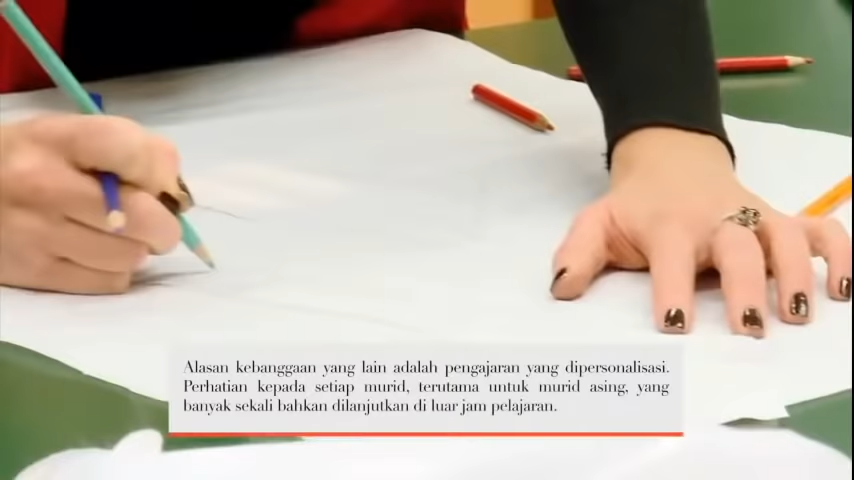 Alasan kebanggaan yang lain adalah pengajaran yang dipersonalisasi.
Perhatian kepada setiap murid, terutama untuk murid asing, yang
banyak sekali bahkan dilanjutkan di luar jam pelajaran.